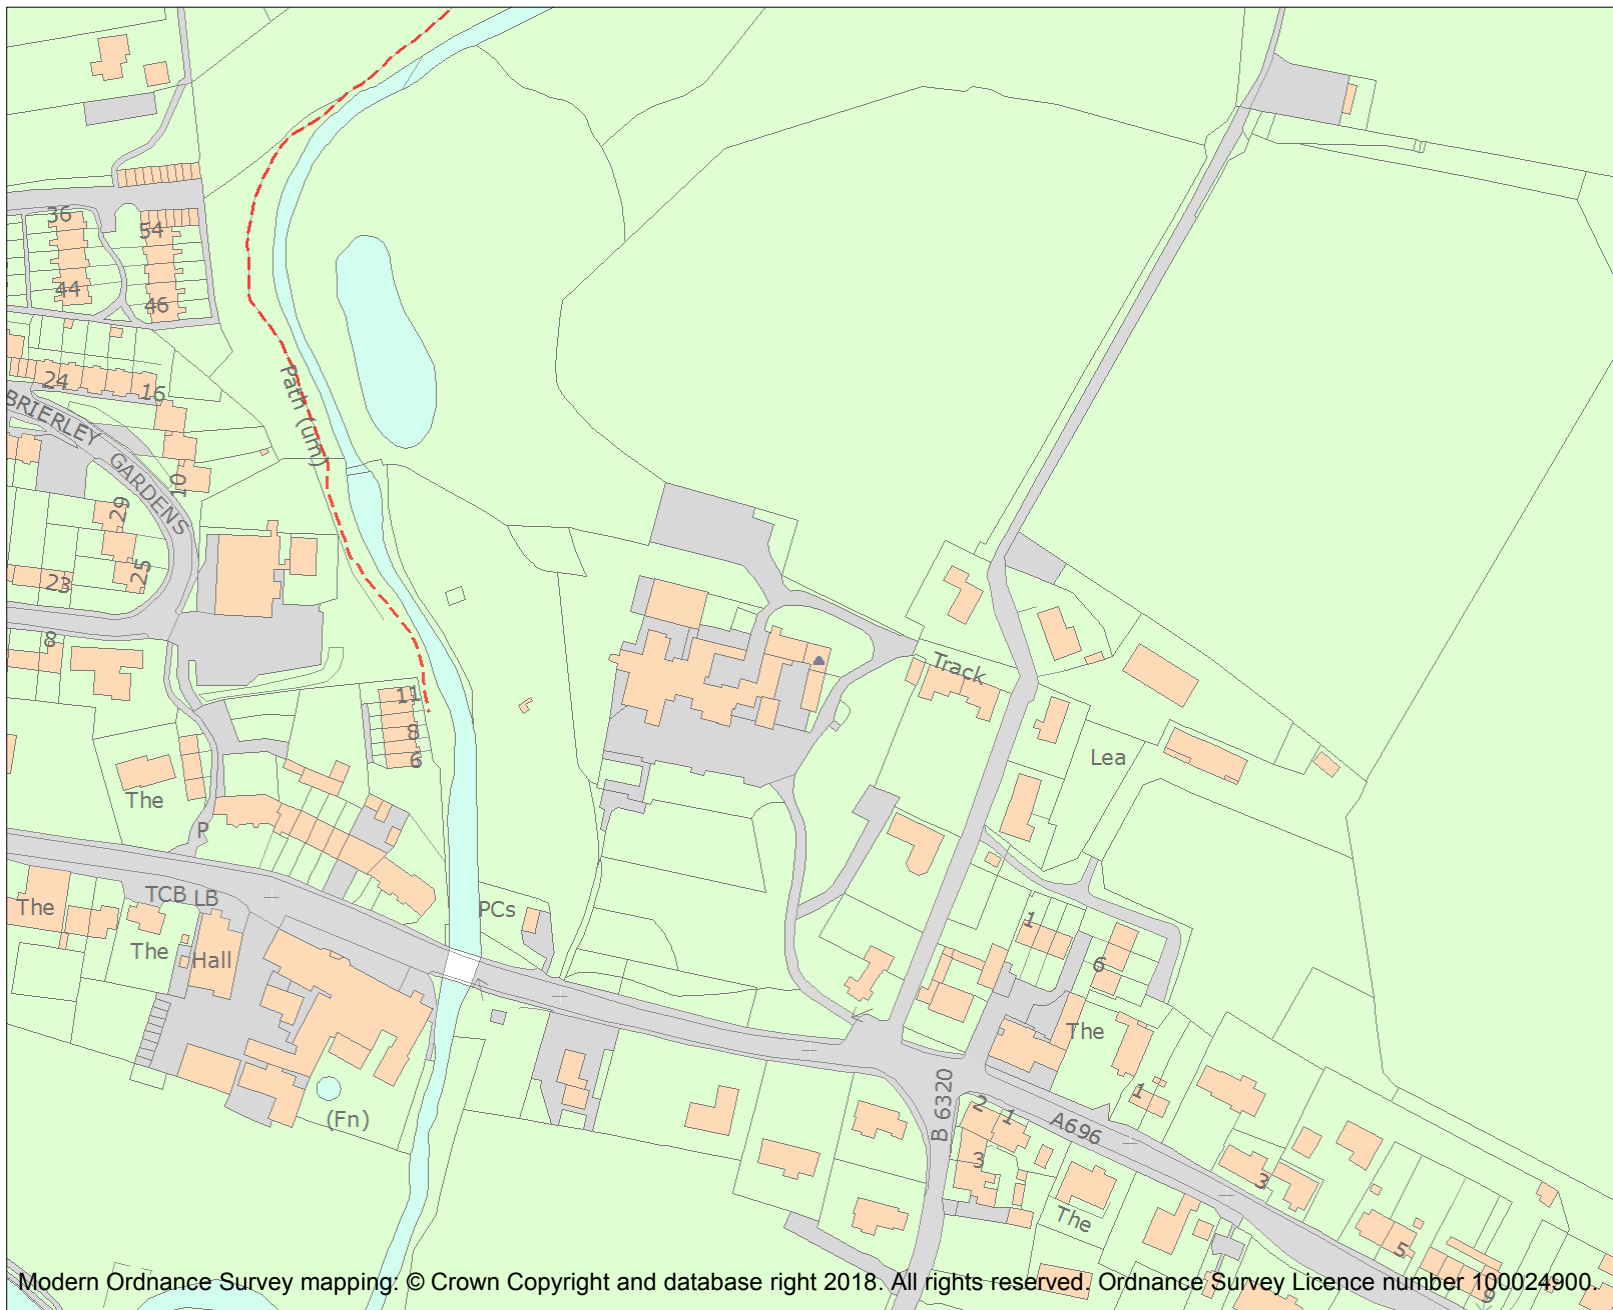 36
54
44
46
Path (um)
24
16
BRIERLEY GARDENS
10
29
25
23
8
Track
11
8
6
Lea
The
P
TCB LB
The
PCs
The
Hall
1
6
The
(Fn)
B 6320
2
1
A696
1
3
3
The
5
9
Modern Ordnance Survey mapping: © Crown Copyright and database right 2018. All rights reserved. Ordnance Survey Licence number 100024900.